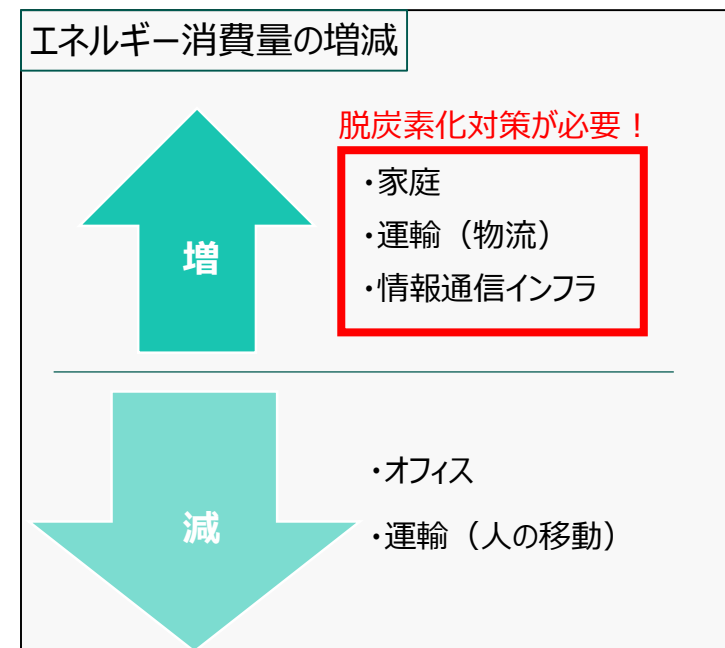 エネルギー消費量の増減
脱炭素化対策が必要！
・家庭
・運輸（物流）
・情報通信インフラ
増
・オフィス
・運輸（人の移動）
減